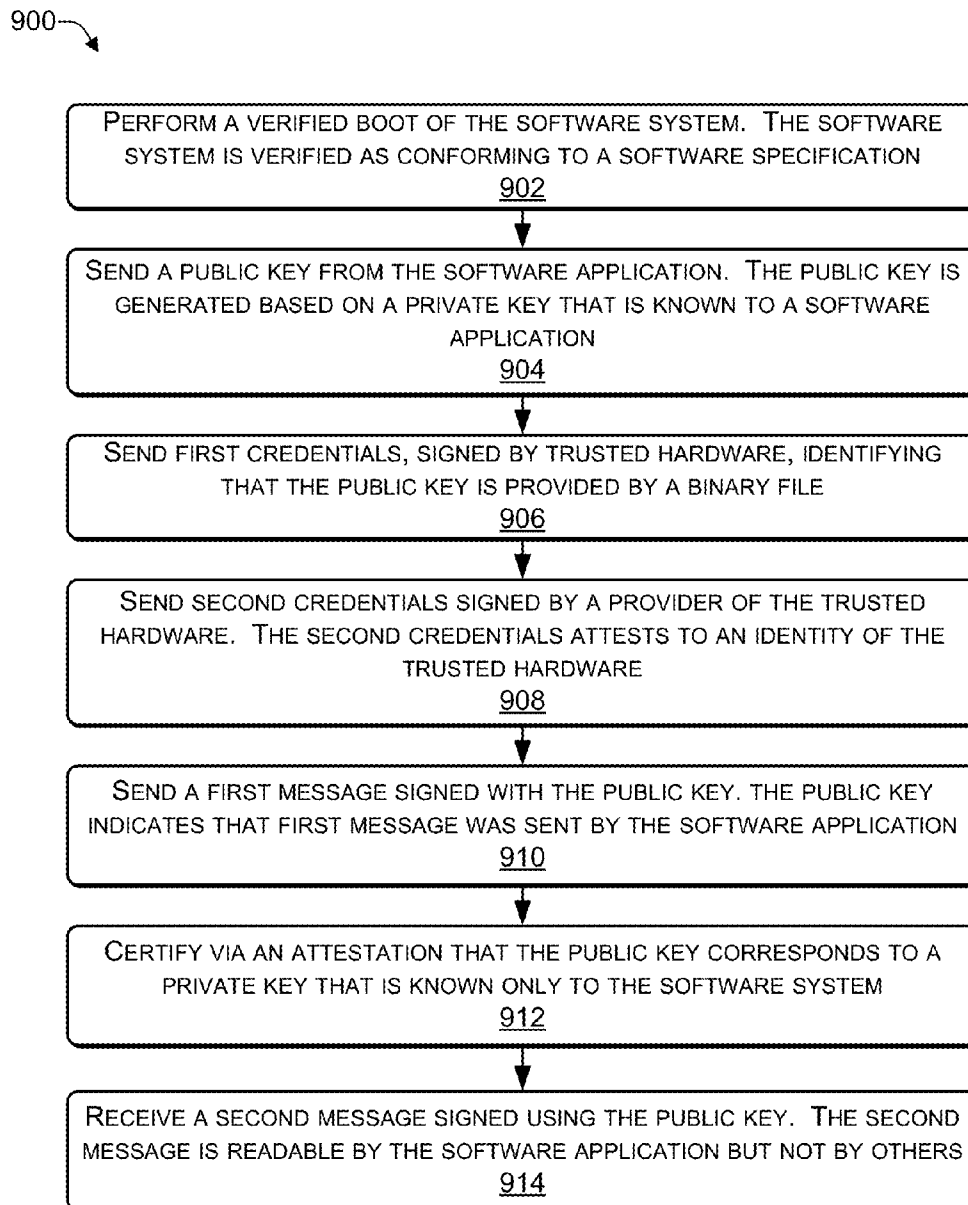 900
PERFORM A VERIFIED BOOT OF THE SOFTWARE SYSTEM. THE SOFTWARE
SYSTEM IS VERIFIED AS CONFORMING TO A SOFTWARE SPECIFICATION
902
SEND A PUBLIC KEY FROM THE SOFTWARE APPLICATION. THE PUBLIC KEY IS
GENERATED BASED ON A PRIVATE KEY THAT IS KNOWN TO A SOFTWARE
APPLICATION
904
SEND FIRST CREDENTIALS, SIGNED BY TRUSTED HARDWARE, IDENTIFYING
THAT THE PUBLIC KEY IS PROVIDED BY A BINARY FILE
906
SEND SECOND CREDENTIALS SIGNED BY A PROVIDER OF THE TRUSTED
HARDWARE. THE SECOND CREDENTIALS ATTESTS TO AN IDENTITY OF THE
TRUSTED HARDWARE
908
SEND A FIRST MESSAGE SIGNED WITH THE PUBLIC KEY. THE PUBLIC KEY
INDICATES THAT FIRST MESSAGE WAS SENT BY THE SOFTWARE APPLICATION
910
CERTIFY VIA AN ATTESTATION THAT THE PUBLIC KEY CORRESPONDS TO A
PRIVATE KEY THAT IS KNOWN ONLY TO THE SOFTWARE SYSTEM
912
RECEIVE A SECOND MESSAGE SIGNED USING THE PUBLIC KEY. THE SECOND
MESSAGE IS READABLE BY THE SOFTWARE APPLICATION BUT NOT BY OTHERS
914